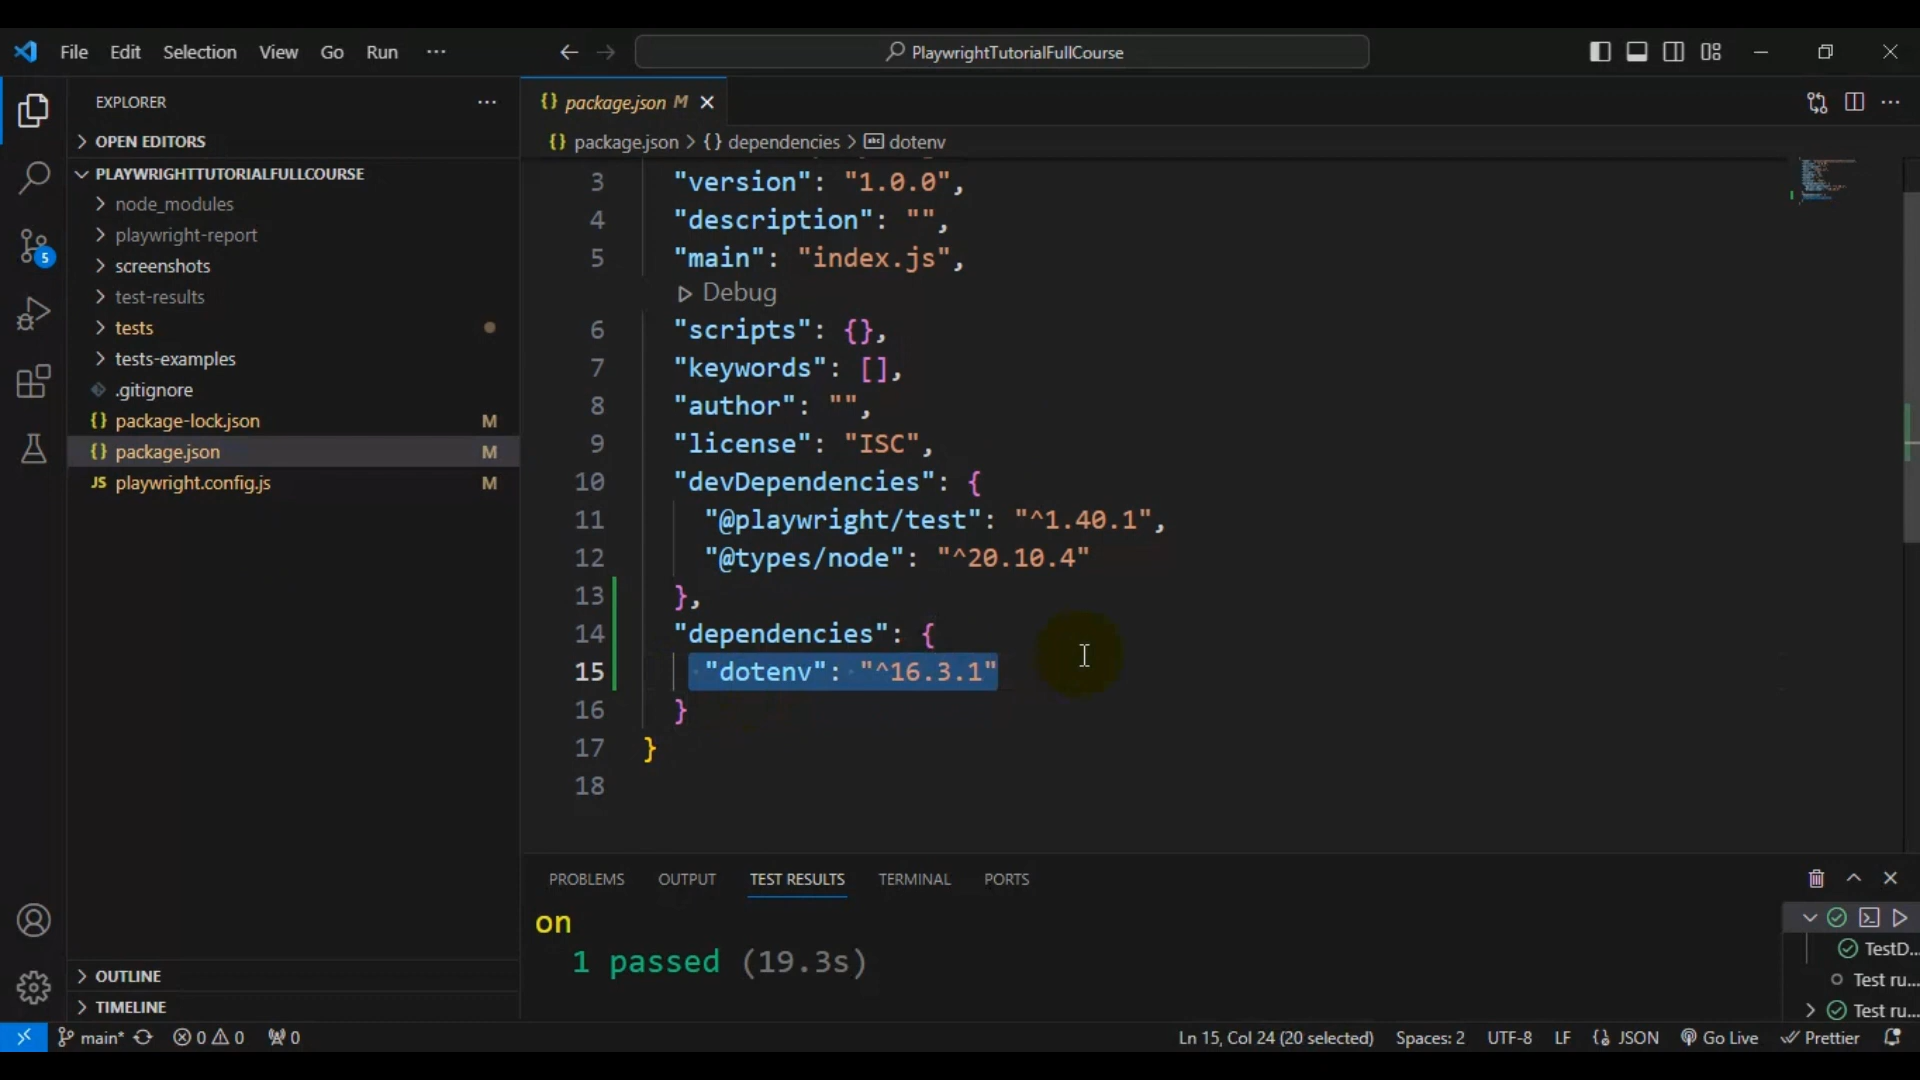 File Edit Selection View Go Run ···
PlaywrightTutorialFullCourse
EXPLORER
OPEN EDITORS
PLAYWRIGHTTUTORIALFULLCOURSE
node_modules
playwright-report
screenshots
test-results
tests
tests-examples
.gitignore
package-lock.json M
package.json M
JS playwright.config.js M
OUTLINE
TIMELINE
{} package.json M
{} package.json > {} dependencies > abc dotenv
3 "version": "1.0.0",
4 "description": "",
5 "main": "index.js",
Debug
6 "scripts": {},
7 "keywords": [],
8 "author": "",
9 "license": "ISC",
10 "devDependencies": {
11 "@playwright/test": "^1.40.1",
12 "@types/node": "^20.10.4"
13 },
14 "dependencies": {
15 "dotenv": "^16.3.1"
16 }
17 }
18
PROBLEMS OUTPUT TEST RESULTS TERMINAL PORTS
on
1 passed (19.3s)
TestD...
Test ru...
Test ru...
5
main* 0 0 0
Ln 15, Col 24 (20 selected) Spaces: 2 UTF-8 LF {} JSON Go Live Prettier